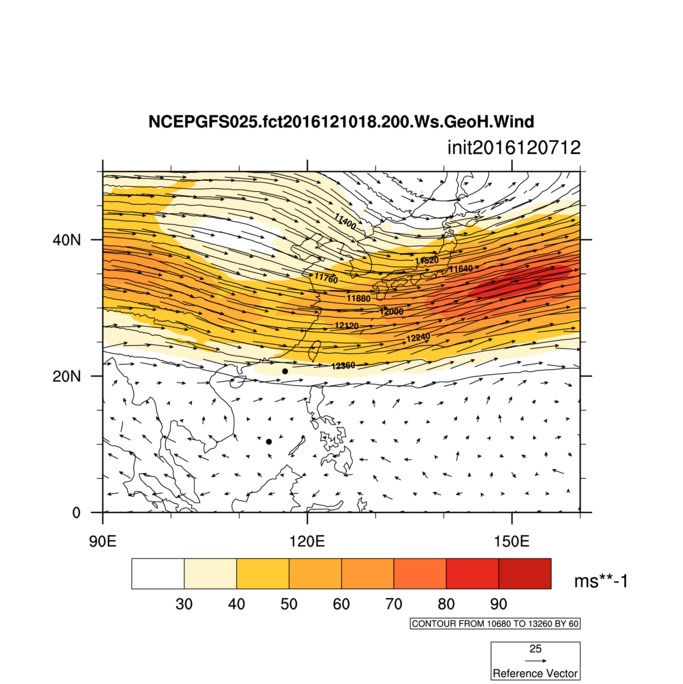 NCEPGFS025.fct2016121018.200.Ws.GeoH.Wind
init2016120712
11400
40N
11520
11640
11760
11880
12000
12120
12240
12360
20N
0
90E 120E 150E
ms**-1
30 40 50 60 70 80 90
CONTOUR FROM 10680 TO 13260 BY 60
25
Reference Vector